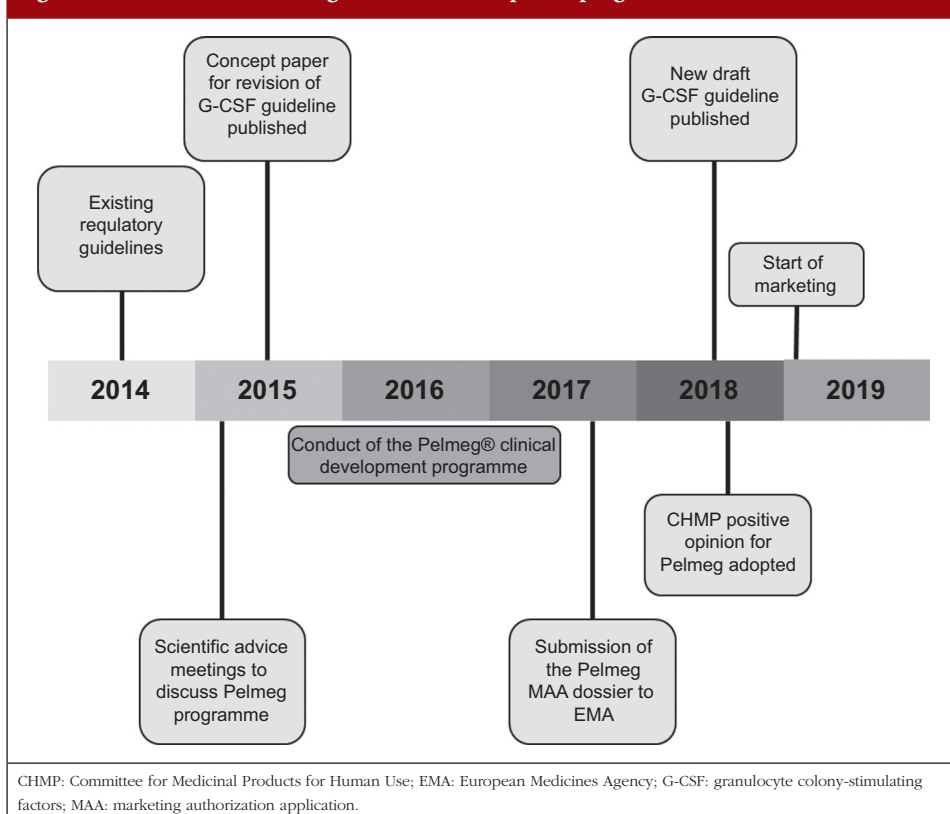 Concept paper
for revision of
G-CSF guideline
published
New draft
G-CSF guideline
published
Existing
requlatory
guidelines
Start of
marketing
2014 2015 2016 2017 2018 2019
Conduct of the Pelmeg® clinical
development programme
CHMP positive
opinion for
Pelmeg adopted
Scientific advice
meetings to
discuss Pelmeg
programme
Submission of
the Pelmeg
MAA dossier to
EMA
CHMP: Committee for Medicinal Products for Human Use; EMA: European Medicines Agency; G-CSF: granulocyte colony-stimulating
factors; MAA: marketing authorization application.